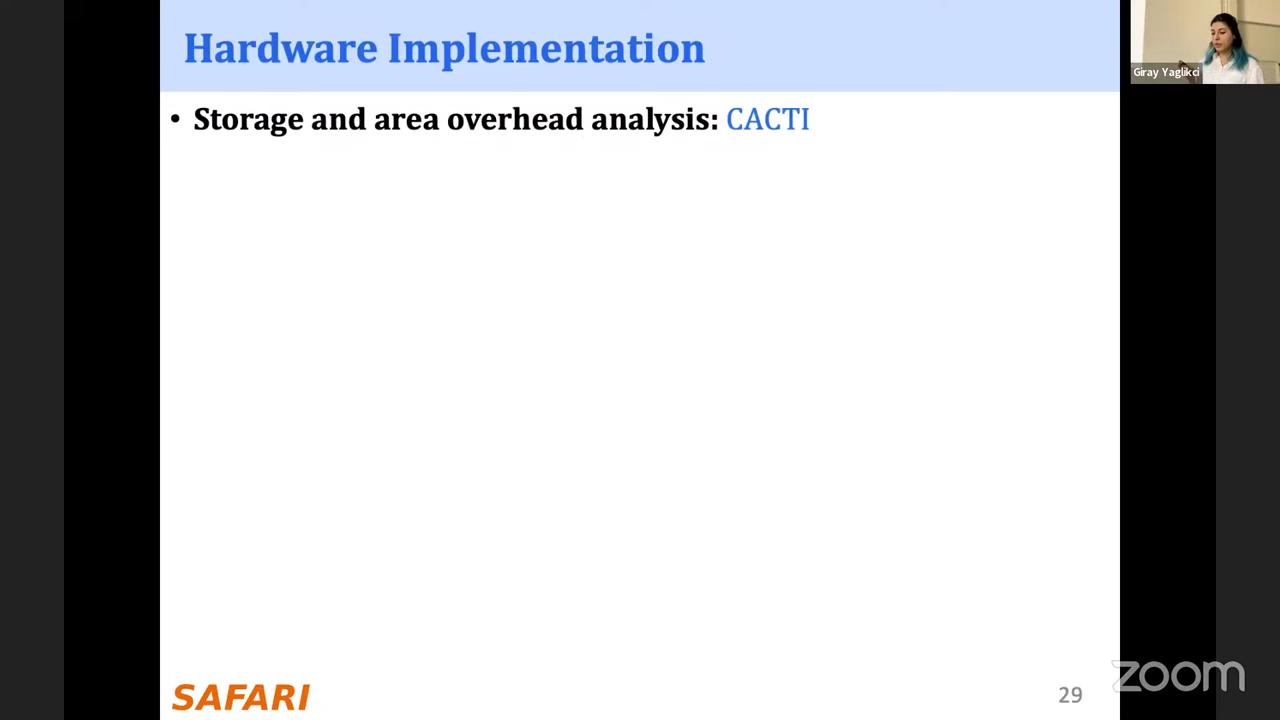 Hardware Implementation
Giray Yaglikci
• Storage and area overhead analysis: CACTI
SAFARI
29
zoom